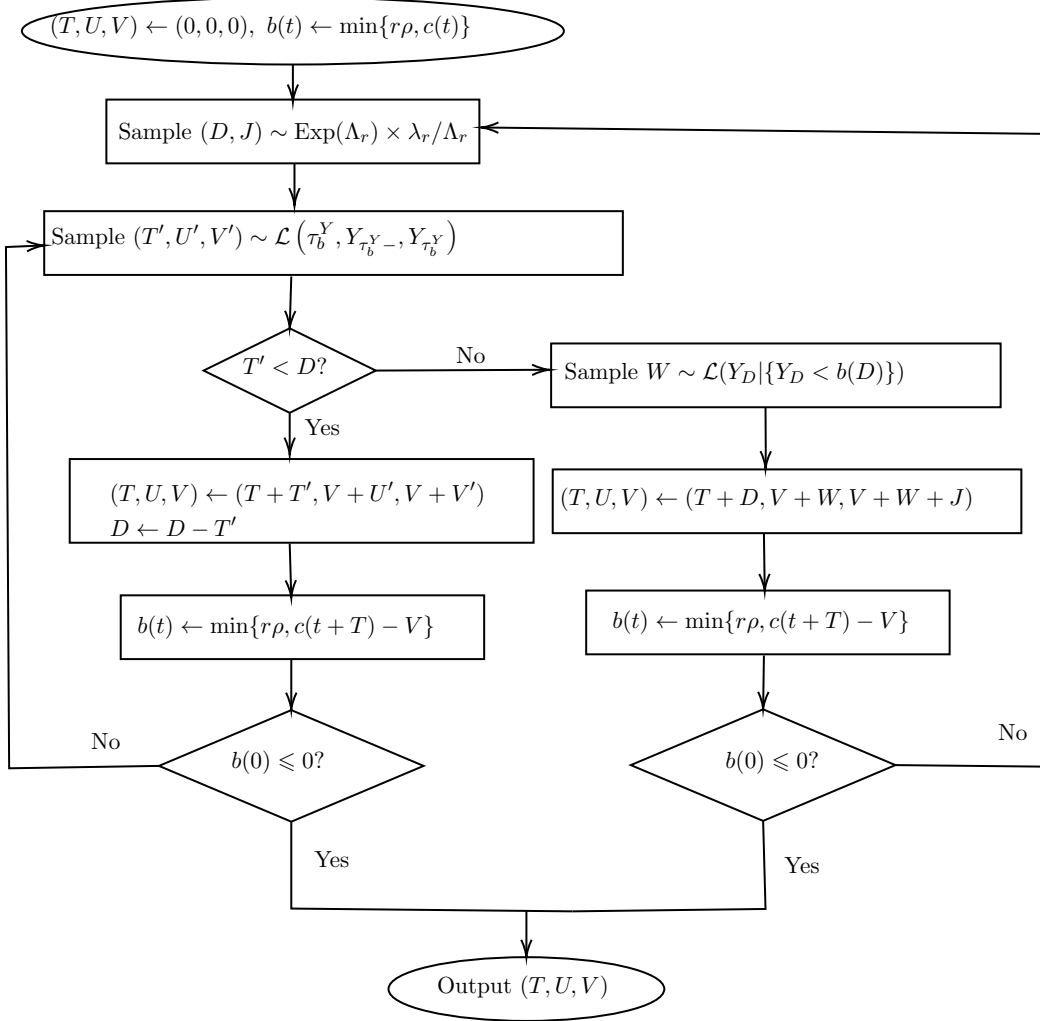 (T, U, V) ← (0, 0, 0), b(t) ← min{rρ, c(t)}
Sample (D, J) ∼ Exp(Λ_r) × λ_r/Λ_r
Sample (T′, U′, V′) ∼ ℒ(τ_b^Y, Y_{τ_b^Y−}, Y_{τ_b^Y})
T′ < D?
No
Sample W ∼ ℒ(Y_D|{Y_D < b(D)})
Yes
(T, U, V) ← (T + T′, V + U′, V + V′)
D ← D − T′
(T, U, V) ← (T + D, V + W, V + W + J)
b(t) ← min{rρ, c(t + T) − V}
b(t) ← min{rρ, c(t + T) − V}
No
b(0) ⩽ 0?
b(0) ⩽ 0?
No
Yes
Yes
Output (T, U, V)